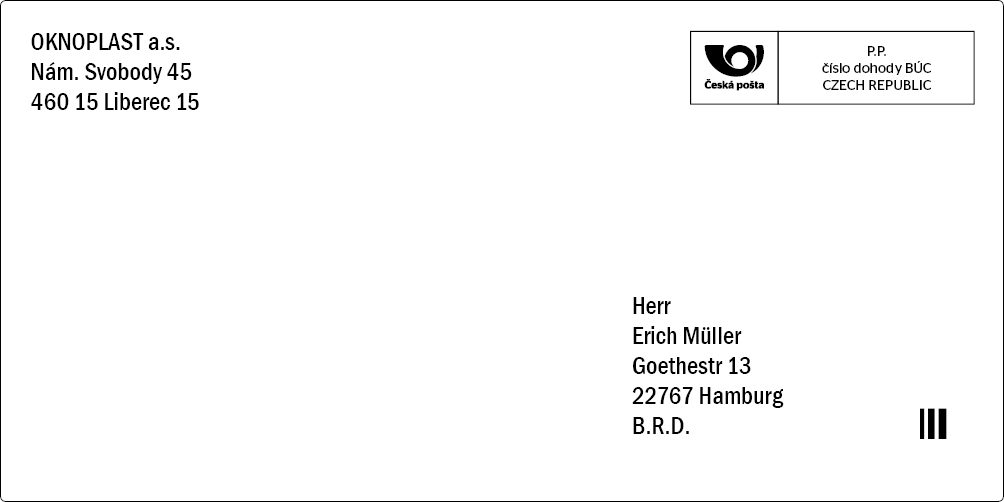 OKNOPLAST a.s.
Nám. Svobody 45
460 15 Liberec 15
Česká pošta
P.P.
číslo dohody BÚC
CZECH REPUBLIC
Herr
Erich Müller
Goethestr 13
22767 Hamburg
B.R.D.